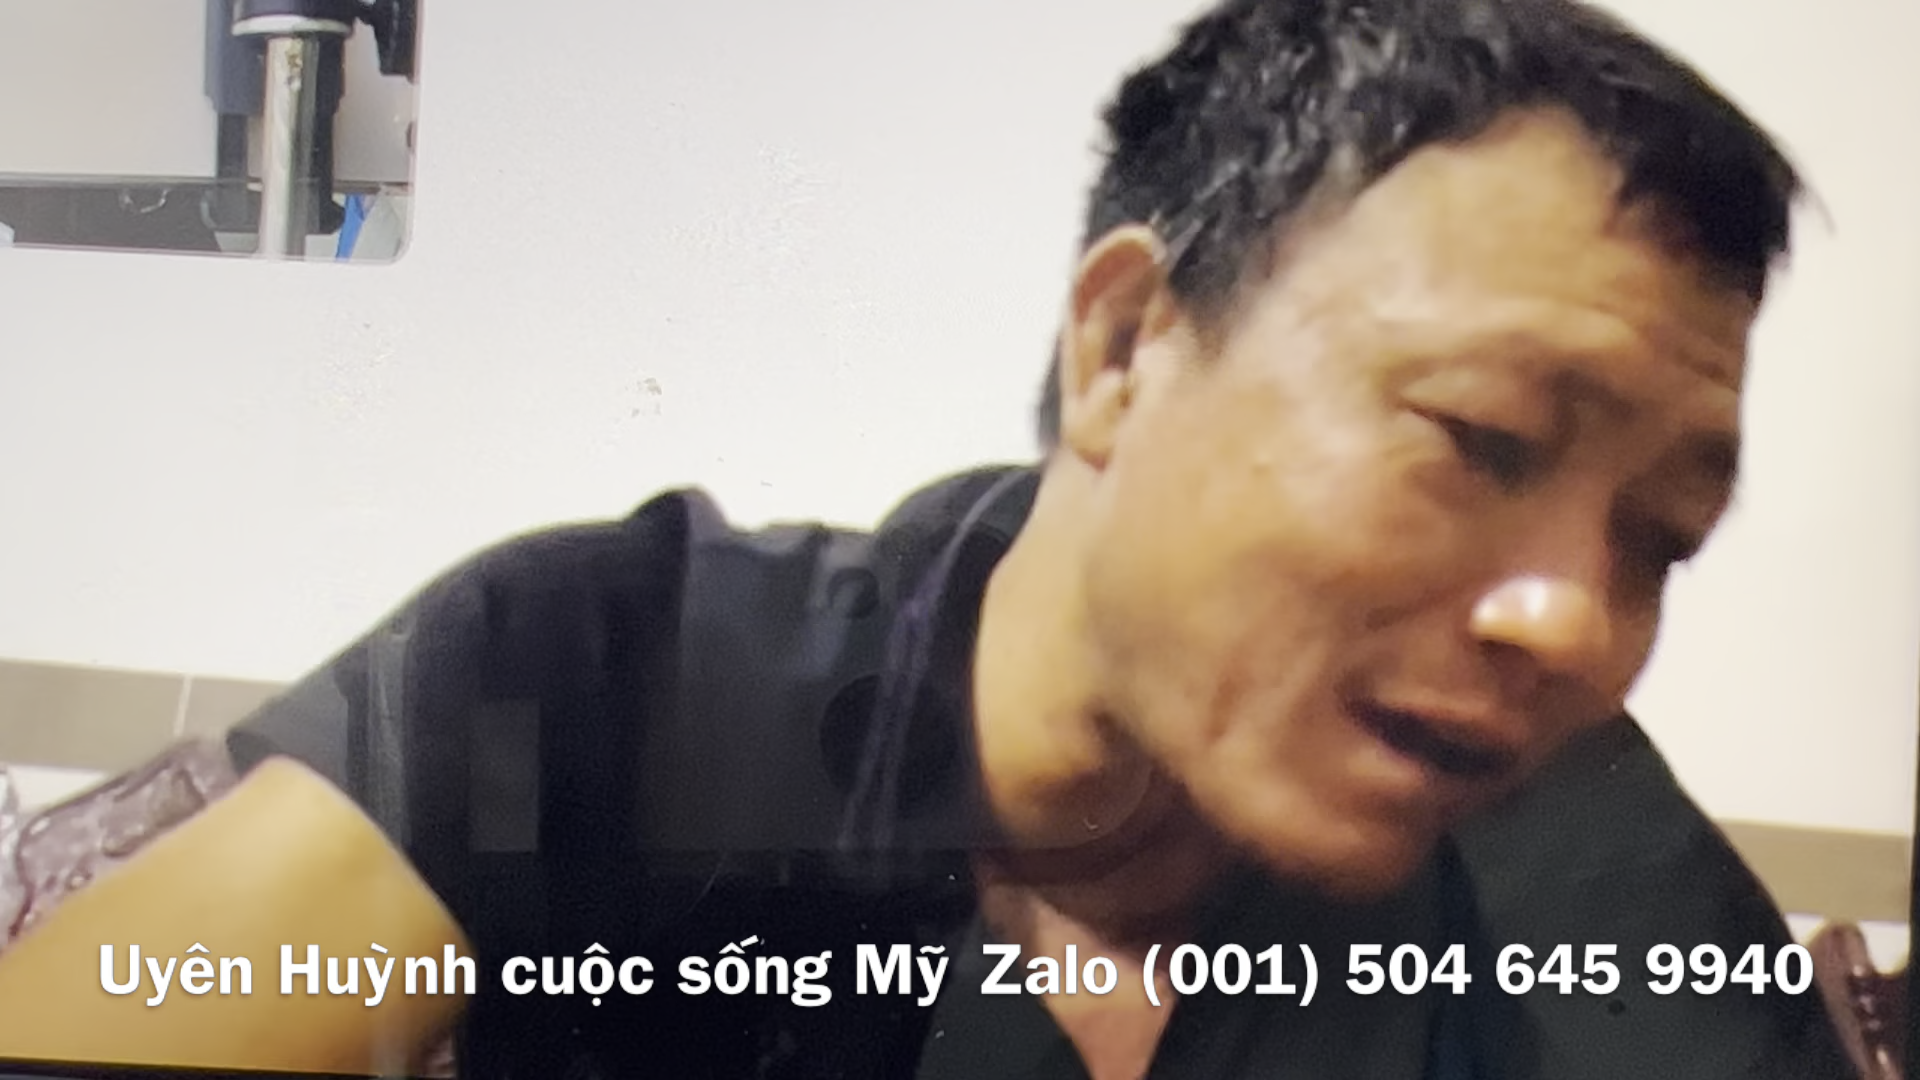 Uyên Huỳnh cuộc sống Mỹ Zalo (001) 504 645 9940